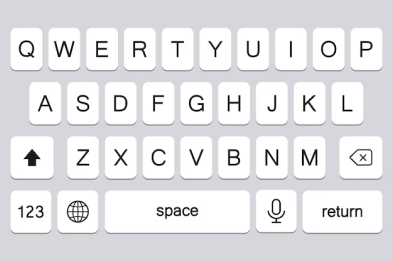 Q W E R T Y U I O P
A S D F G H J K L
Z X C V B N M
123 space return